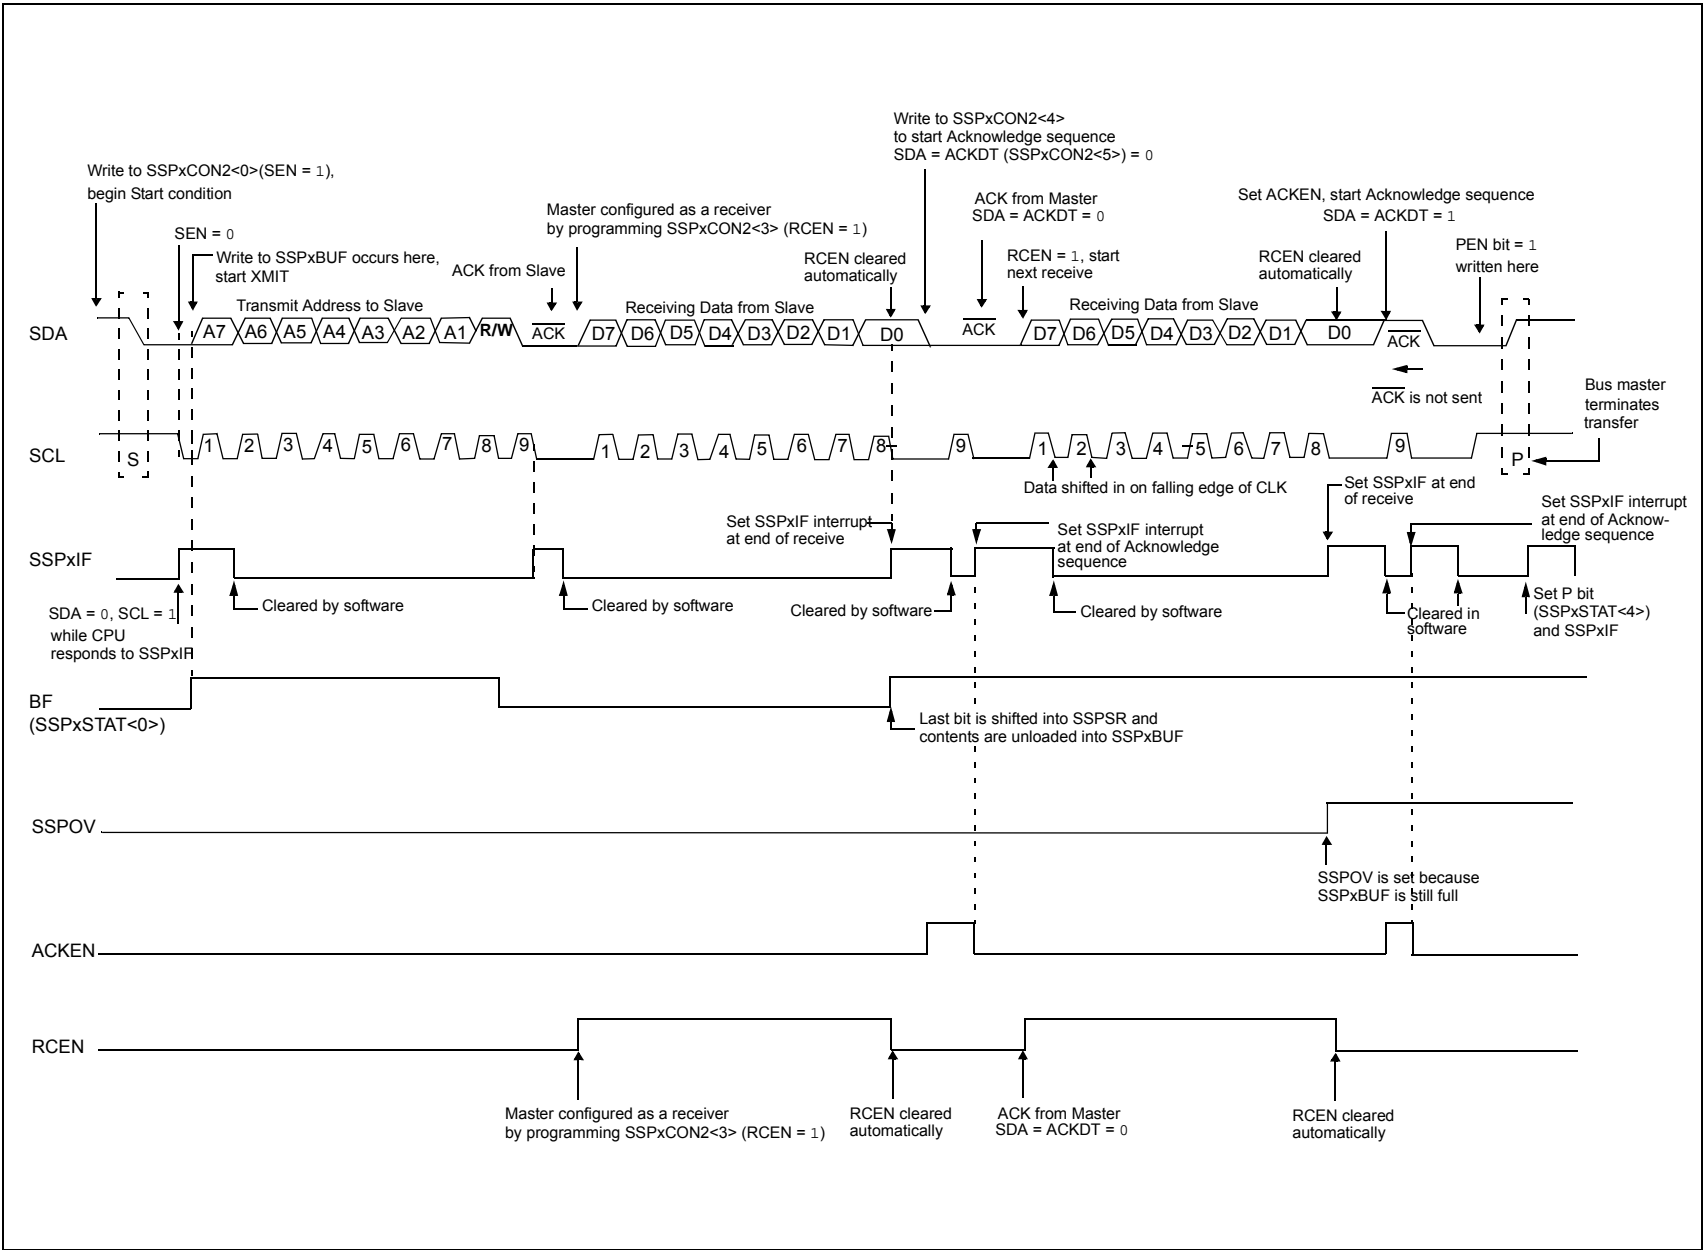 Write to SSPxCON2<4>
to start Acknowledge sequence
SDA = ACKDT (SSPxCON2<5>) = 0
Write to SSPxCON2<0>(SEN = 1),
begin Start condition
ACK from Master
SDA = ACKDT = 0
Set ACKEN, start Acknowledge sequence
SDA = ACKDT = 1
Master configured as a receiver
by programming SSPxCON2<3> (RCEN = 1)
SEN = 0
PEN bit = 1
written here
Write to SSPxBUF occurs here,
start XMIT
ACK from Slave
RCEN cleared
automatically
RCEN = 1, start
next receive
RCEN cleared
automatically
Transmit Address to Slave
Receiving Data from Slave
Receiving Data from Slave
SDA A7 A6 A5 A4 A3 A2 A1 R/W ACK D7 D6 D5 D4 D3 D2 D1 D0 ACK D7 D6 D5 D4 D3 D2 D1 D0 ACK
ACK is not sent
Bus master
terminates
transfer
SCL S 1 2 3 4 5 6 7 8 9 1 2 3 4 5 6 7 8 9 1 2 3 4 5 6 7 8 9 P
Data shifted in on falling edge of CLK
Set SSPxIF at end
of receive
Set SSPxIF interrupt
at end of receive
Set SSPxIF interrupt
at end of Acknowledge
sequence
Set SSPxIF interrupt
at end of Acknow-
ledge sequence
SSPxIF
SDA = 0, SCL = 1
while CPU
responds to SSPxIF
Cleared by software
Cleared by software
Cleared by software
Cleared by software
Cleared in
software
Set P bit
(SSPxSTAT<4>)
and SSPxIF
BF
(SSPxSTAT<0>)
Last bit is shifted into SSPSR and
contents are unloaded into SSPxBUF
SSPOV
SSPOV is set because
SSPxBUF is still full
ACKEN
RCEN
Master configured as a receiver
by programming SSPxCON2<3> (RCEN = 1)
RCEN cleared
automatically
ACK from Master
SDA = ACKDT = 0
RCEN cleared
automatically